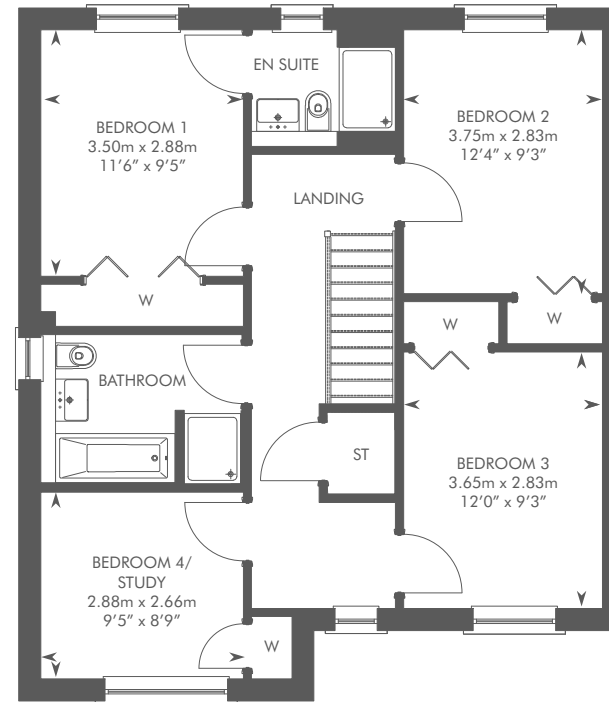 EN SUITE
BEDROOM 1
3.50m x 2.88m
11’6” x 9’5”
BEDROOM 2
3.75m x 2.83m
12’4” x 9’3”
LANDING
W
W
W
BATHROOM
ST
BEDROOM 3
3.65m x 2.83m
12’0” x 9’3”
BEDROOM 4/
STUDY
2.88m x 2.66m
9’5” x 8’9”
W